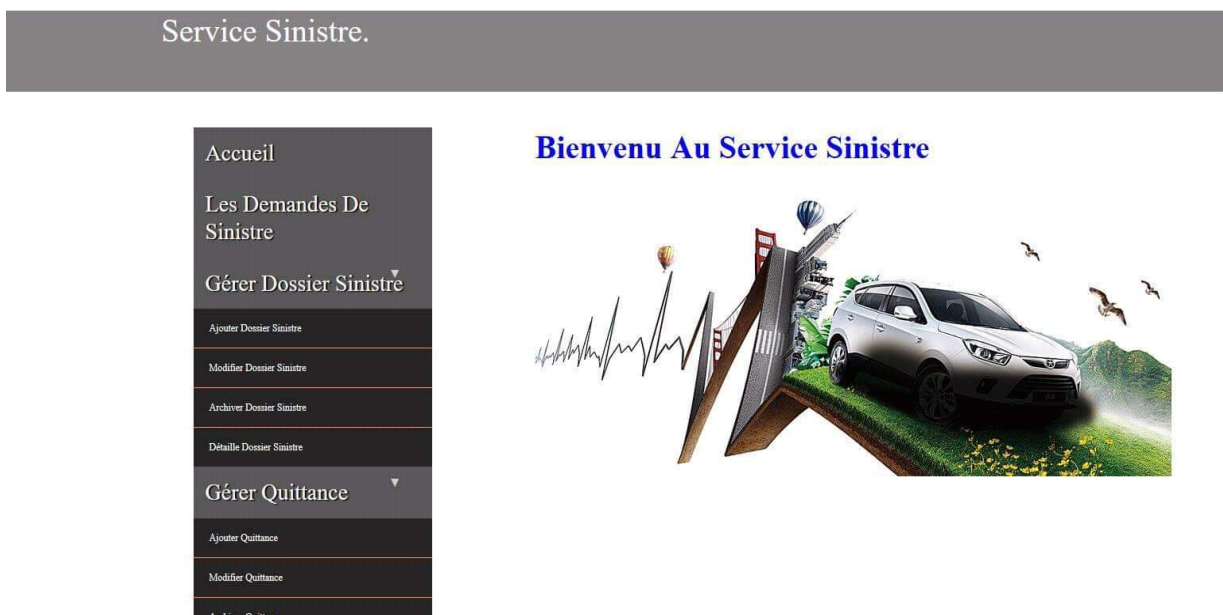 Service Sinistre.
Accueil
Les Demandes De
Sinistre
Gérer Dossier Sinistre
Ajouter Dossier Sinistre
Modifier Dossier Sinistre
Archiver Dossier Sinistre
Détaille Dossier Sinistre
Gérer Quittance
Ajouter Quittance
Modifier Quittance
Bienvenu Au Service Sinistre